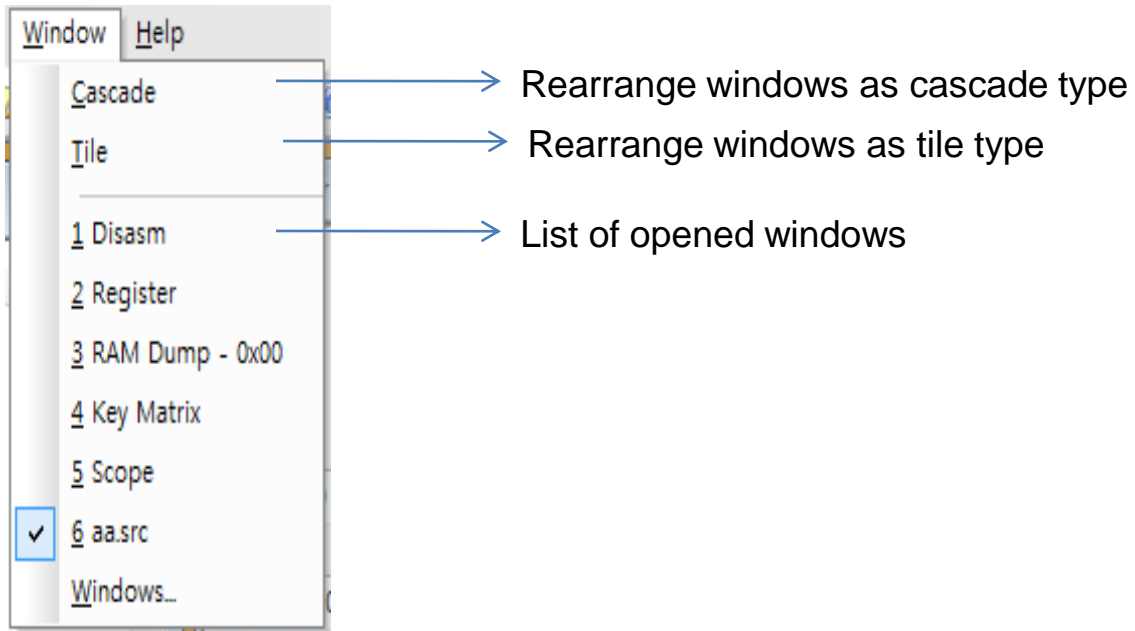 Window Help
Cascade
Rearrange windows as cascade type
Tile
Rearrange windows as tile type
1 Disasm
List of opened windows
2 Register
3 RAM Dump - 0x00
4 Key Matrix
5 Scope
6 aa.src
Windows...